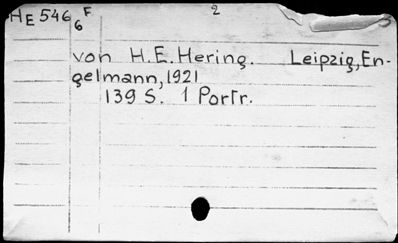 HE 546 F 2
6
von H.E. Hering. Leipzig, En-
gelmann, 1921
139 S. 1 Portr.